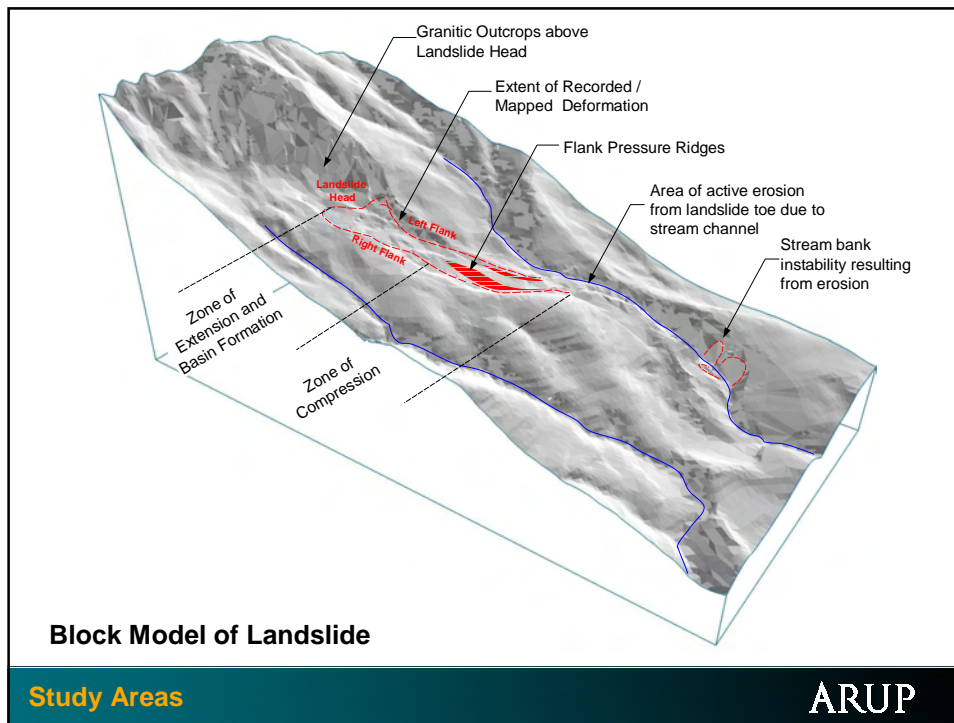 Granitic Outcrops above
Landslide Head
Extent of Recorded /
Mapped Deformation
Flank Pressure Ridges
Area of active erosion
from landslide toe due to
stream channel
Stream bank
instability resulting
from erosion
Landslide
Head
Left Flank
Right Flank
Zone of
Extension and
Basin Formation
Zone of
Compression
Block Model of Landslide
Study Areas
ARUP